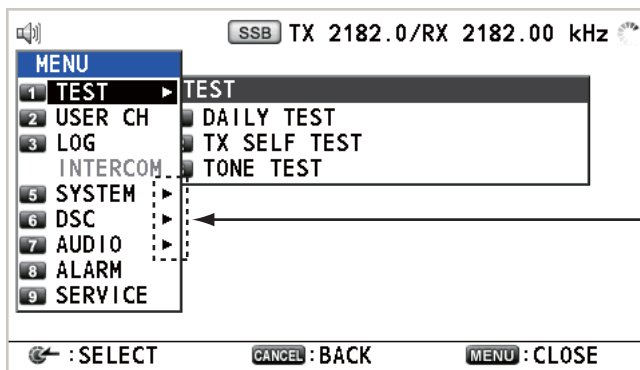 SSB TX 2182.0/RX 2182.00 kHz
MENU
1 TEST
2 USER CH
3 LOG
INTERCOM
5 SYSTEM
6 DSC
7 AUDIO
8 ALARM
9 SERVICE
TEST
DAILY TEST
TX SELF TEST
TONE TEST
:SELECT CANCEL:BACK MENU:CLOSE